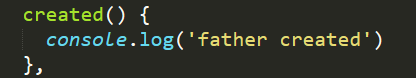 created() {
  console.log('father created')
},